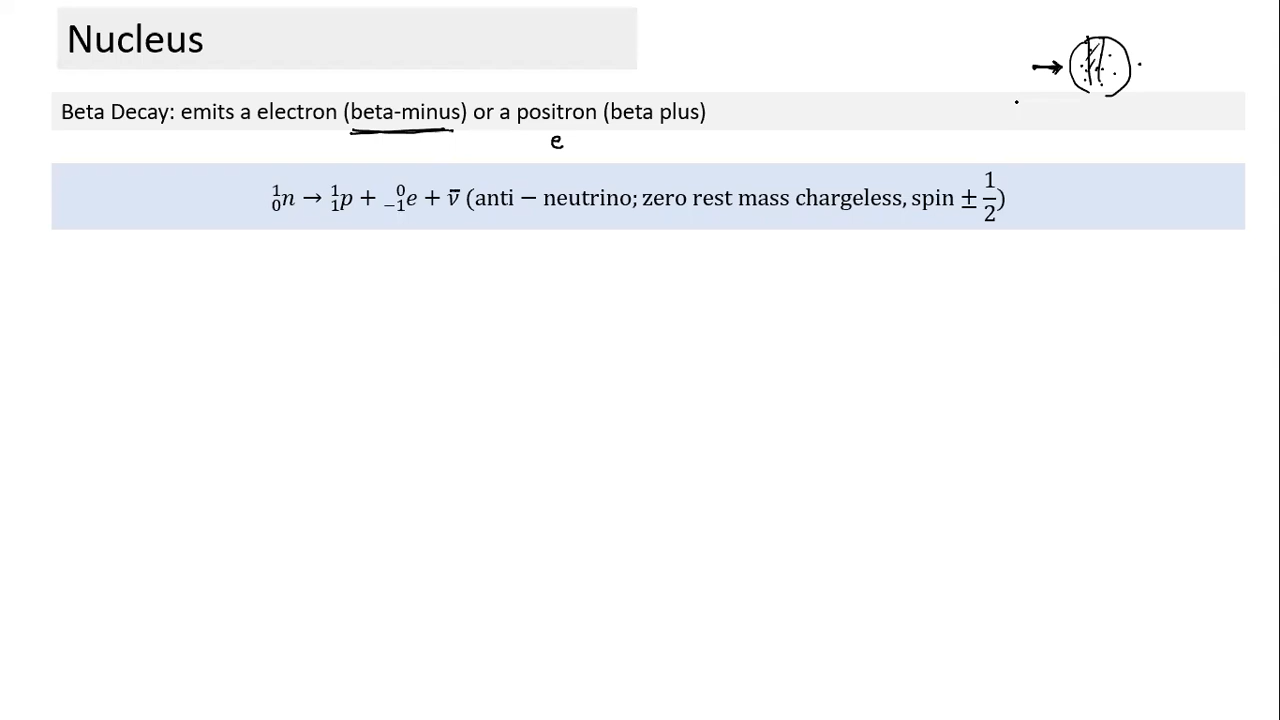 Nucleus
Beta Decay: emits a electron (beta-minus) or a positron (beta plus)
e
¹₀n → ¹₁p + ⁰₋₁e + ν̄ (anti − neutrino; zero rest mass chargeless, spin ± 1/2)